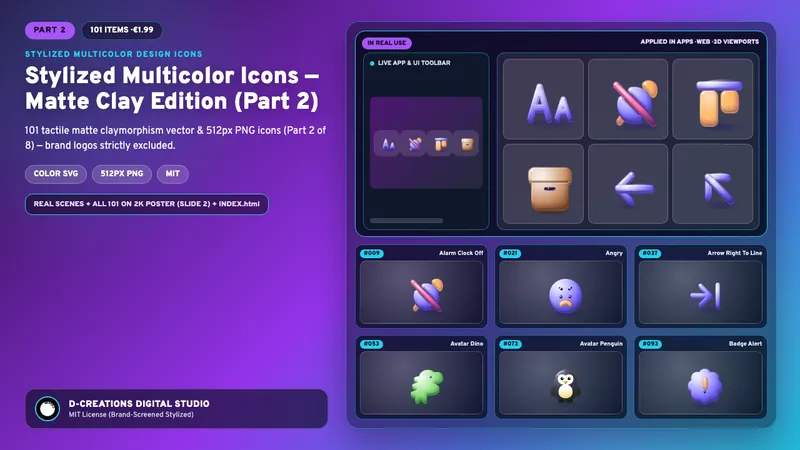 PART 2
101 ITEMS ·€1.99
STYLIZED MULTICOLOR DESIGN ICONS
Stylized Multicolor Icons —
Matte Clay Edition (Part 2)
101 tactile matte claymorphism vector & 512px PNG icons (Part 2 of
8) — brand logos strictly excluded.
COLOR SVG
512PX PNG
MIT
REAL SCENES + ALL 101 ON 2K POSTER (SLIDE 2) + INDEX.html
D-CREATIONS DIGITAL STUDIO
MIT License (Brand-Screened Stylized)
IN REAL USE
APPLIED IN APPS ·WEB ·3D VIEWPORTS
LIVE APP & UI TOOLBAR
AA
AA
#009
Alarm Clock Off
#021
Angry
#037
Arrow Right To Line
#053
Avatar Dino
#073
Avatar Penguin
#093
Badge Alert